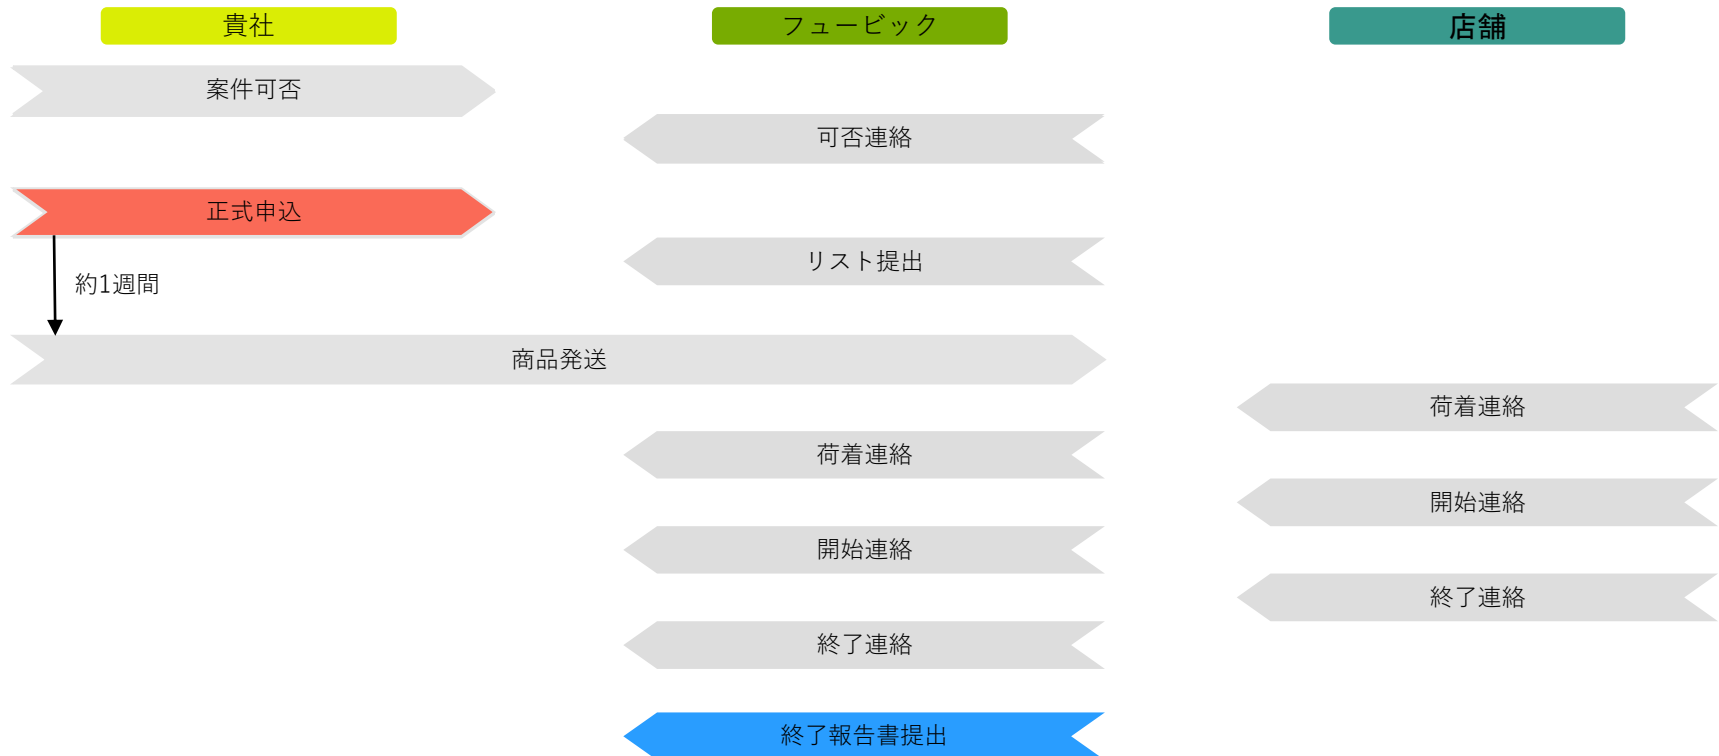 貴社
フュービック
店舗
案件可否
可否連絡
正式申込
リスト提出
約1週間
商品発送
荷着連絡
荷着連絡
開始連絡
開始連絡
終了連絡
終了連絡
終了報告書提出